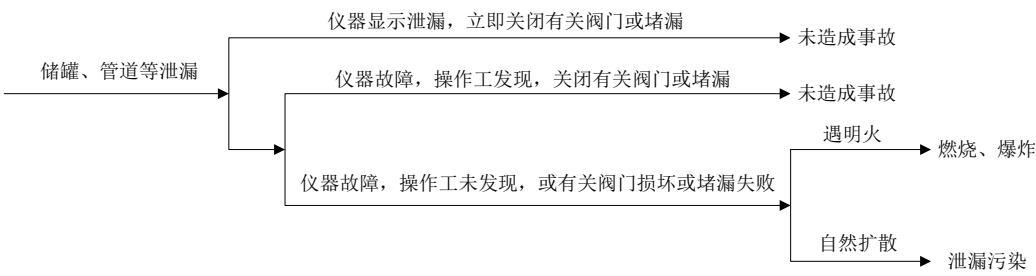 仪器显示泄漏，立即关闭有关阀门或堵漏
未造成事故
储罐、管道等泄漏
仪器故障，操作工发现，关闭有关阀门或堵漏
未造成事故
遇明火
燃烧、爆炸
仪器故障，操作工未发现，或有关阀门损坏或堵漏失败
自然扩散
泄漏污染